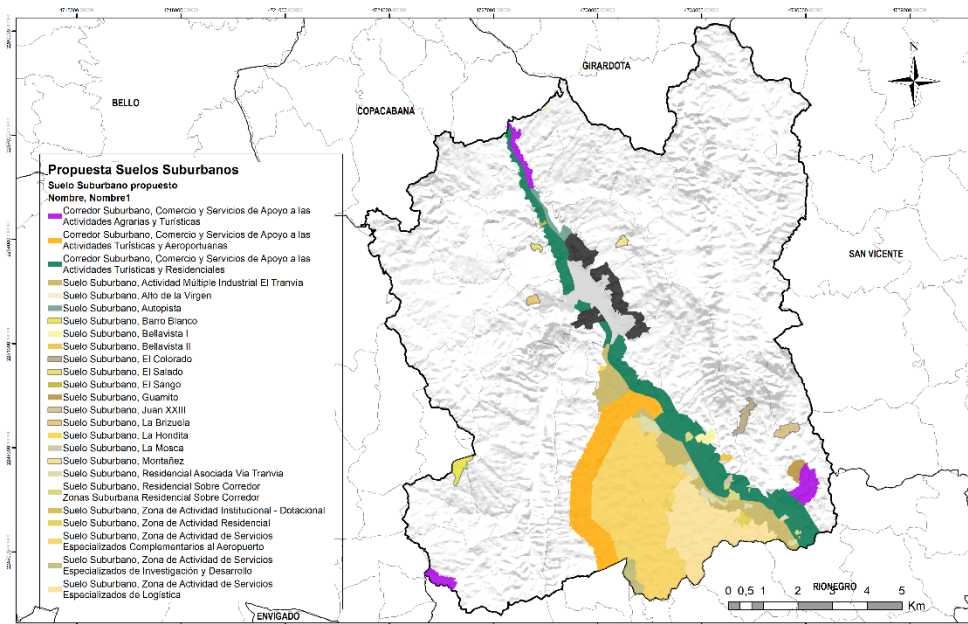 GIRARDOTA
N
BELLO
COPACABANA
Propuesta Suelos Suburbanos
Suelo Suburbano propuesto
Nombre, Nombre1
Corredor Suburbano, Comercio y Servicios de Apoyo a las
Actividades Agrarias y Turísticas
Corredor Suburbano, Comercio y Servicios de Apoyo a las
Actividades Turísticas y Aeroportuarias
Corredor Suburbano, Comercio y Servicios de Apoyo a las
Actividades Turisticas y Residenciales
Suelo Suburbano, Actividad Múltiple Industrial El Tranvia
Suelo Suburbano, Alto de la Virgen
Suelo Suburbano, Autopista
Suelo Suburbano, Barro Blanco
Suelo Suburbano, Bellavista I
Suelo Suburbano, Bellavista II
Suelo Suburbano, El Colorado
Suelo Suburbano, El Salado
Suelo Suburbano, El Sango
Suelo Suburbano, Guamito
Suelo Suburbano, Juan XXIII
Suelo Suburbano, La Brizuela
Suelo Suburbano, La Hondita
Suelo Suburbano, La Mosca
Suelo Suburbano, Montañez
Suelo Suburbano, Residencial Asociada Via Tranvia
Suelo Suburbano, Residencial Sobre Corredor
Zonas Suburbana Residencial Sobre Corredor
Suelo Suburbano, Zona de Actividad Institucional - Dotacional
Suelo Suburbano, Zona de Actividad Residencial
Suelo Suburbano, Zona de Actividad de Servicios
Especializados Complementarios al Aeropuerto
Suelo Suburbano, Zona de Actividad de Servicios
Especializados de Investigación y Desarrollo
Suelo Suburbano, Zona de Actividad de Servicios
Especializados de Logística
SAN VICENTE
RIONEGRO
0 0,5 1 2 3 4 5
Km
ENVIGADO